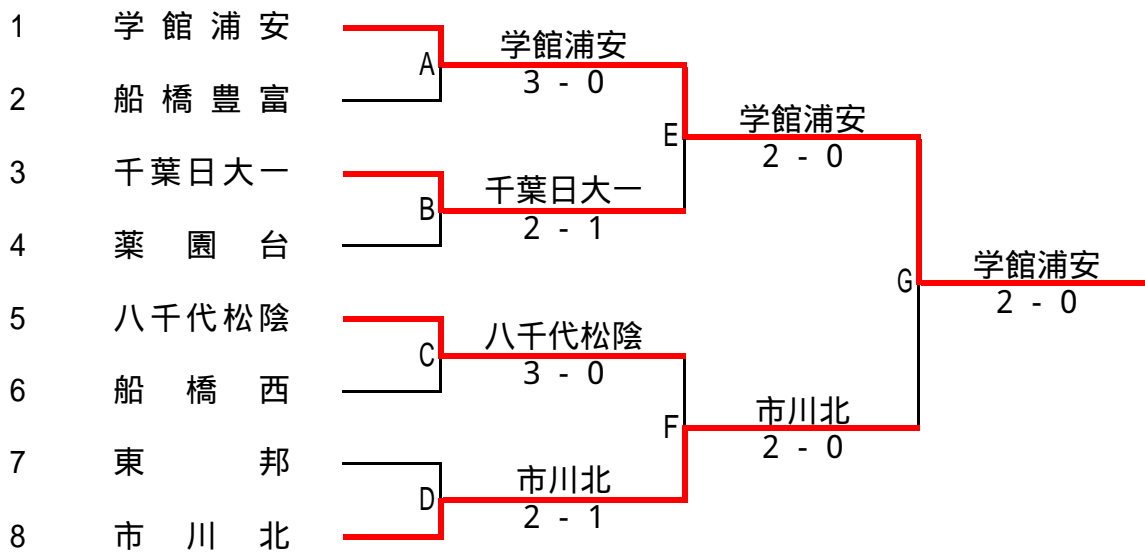 1 学館浦安
A
学館浦安
3 - 0
2 船橋豊富
E
学館浦安
2 - 0
3 千葉日大一
B
千葉日大一
2 - 1
4 薬園台
G
学館浦安
2 - 0
5 八千代松陰
C
八千代松陰
3 - 0
6 船橋西
F
市川北
2 - 0
7 東邦
D
市川北
2 - 1
8 市川北